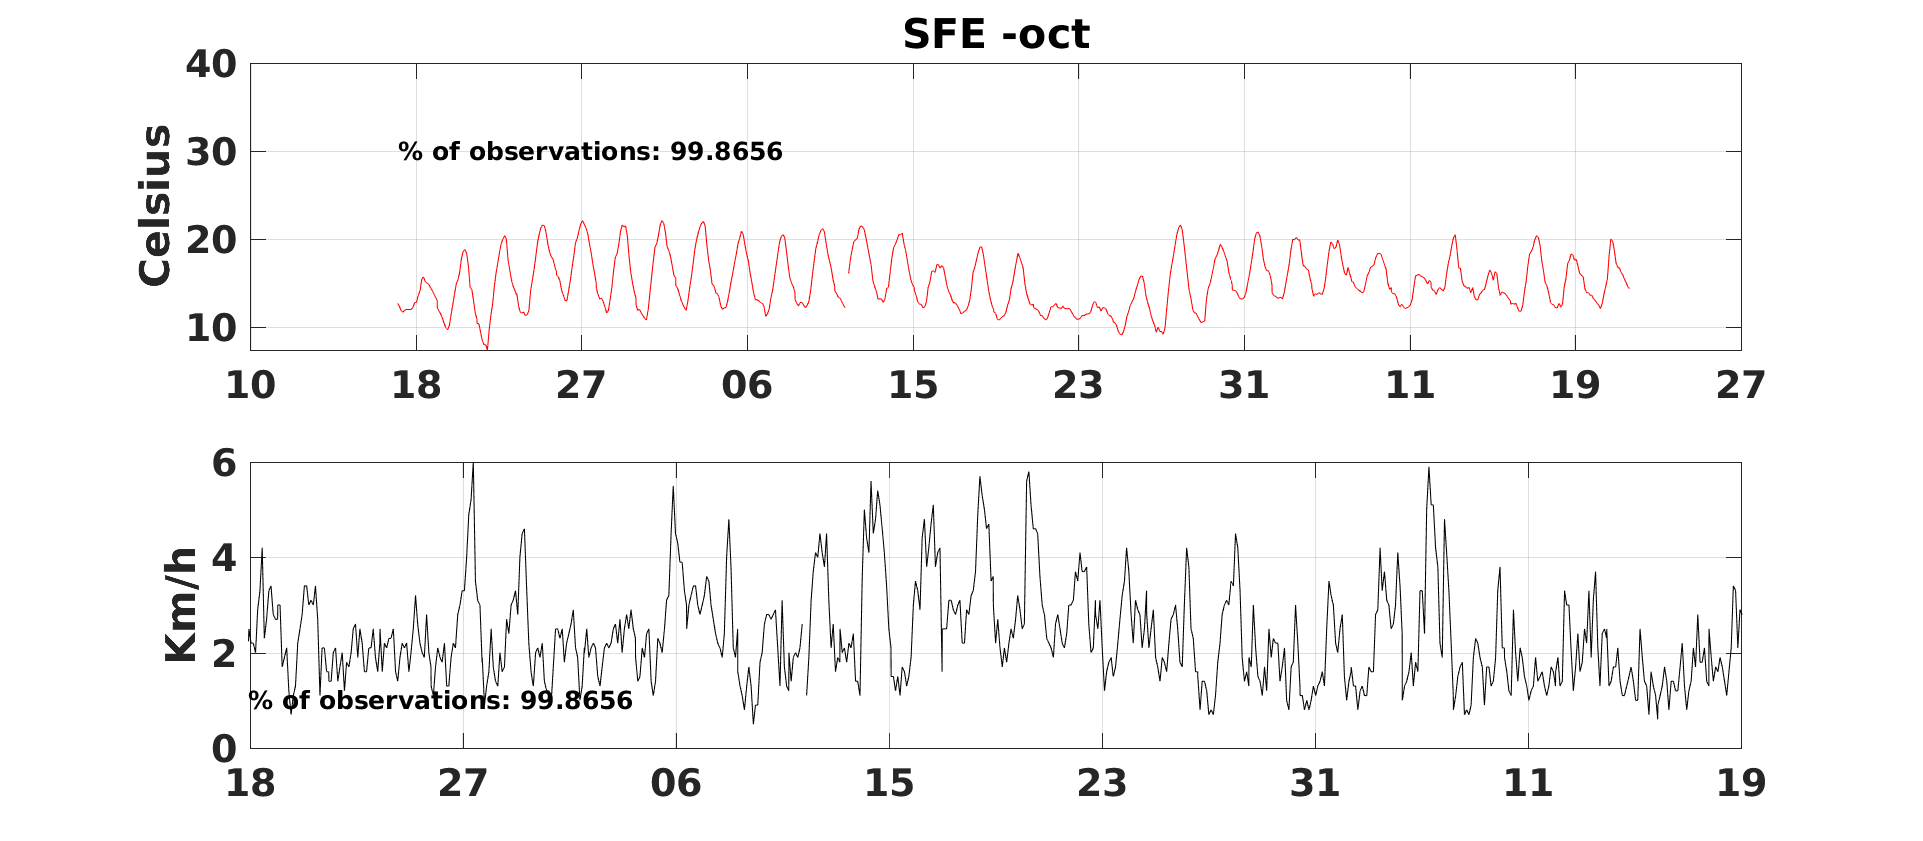 SFE -oct
Celsius
40
30
20
10
% of observations: 99.8656
10 18 27 06 15 23 31 11 19 27
Km/h
6
4
2
0
% of observations: 99.8656
18 27 06 15 23 31 11 19